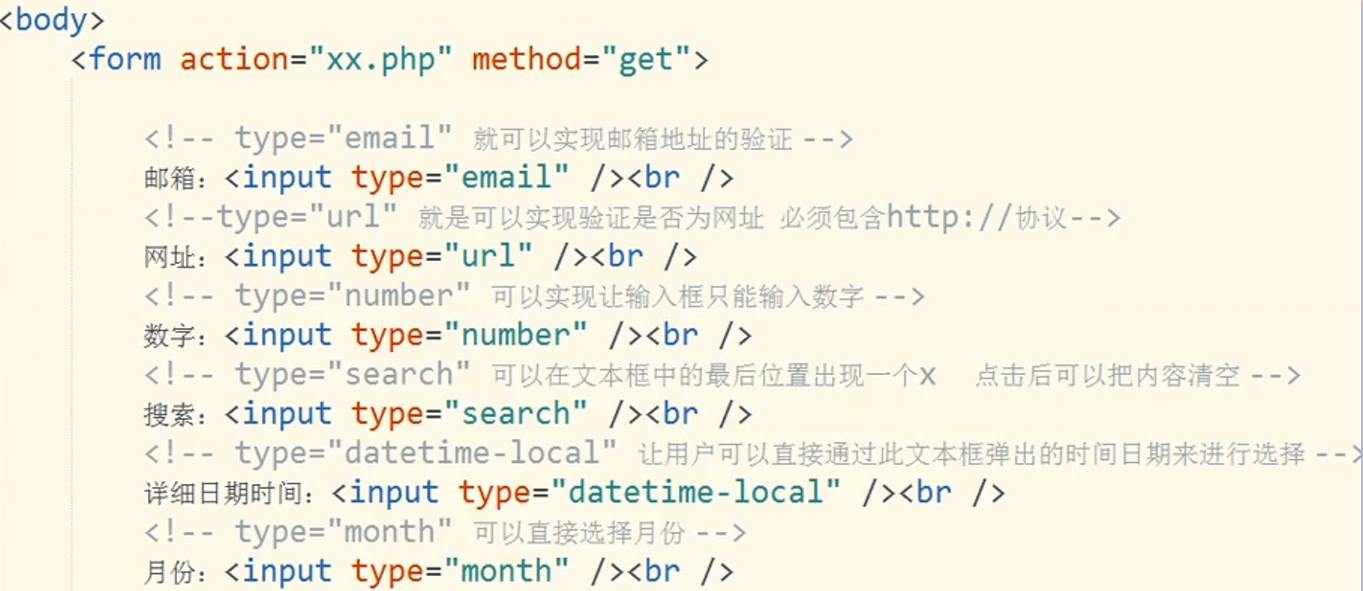 <body>
<form action="xx.php" method="get">
<!-- type="email" 就可以实现邮箱地址的验证 -->
邮箱：<input type="email" /><br />
<!--type="url" 就是可以实现验证是否为网址 必须包含http://协议-->
网址：<input type="url" /><br />
<!-- type="number" 可以实现让输入框只能输入数字 -->
数字：<input type="number" /><br />
<!-- type="search" 可以在文本框中的最后位置出现一个x 点击后可以把内容清空 -->
搜索：<input type="search" /><br />
<!-- type="datetime-local" 让用户可以直接通过此文本框弹出的时间日期来进行选择 -->
详细日期时间：<input type="datetime-local" /><br />
<!-- type="month" 可以直接选择月份 -->
月份：<input type="month" /><br />